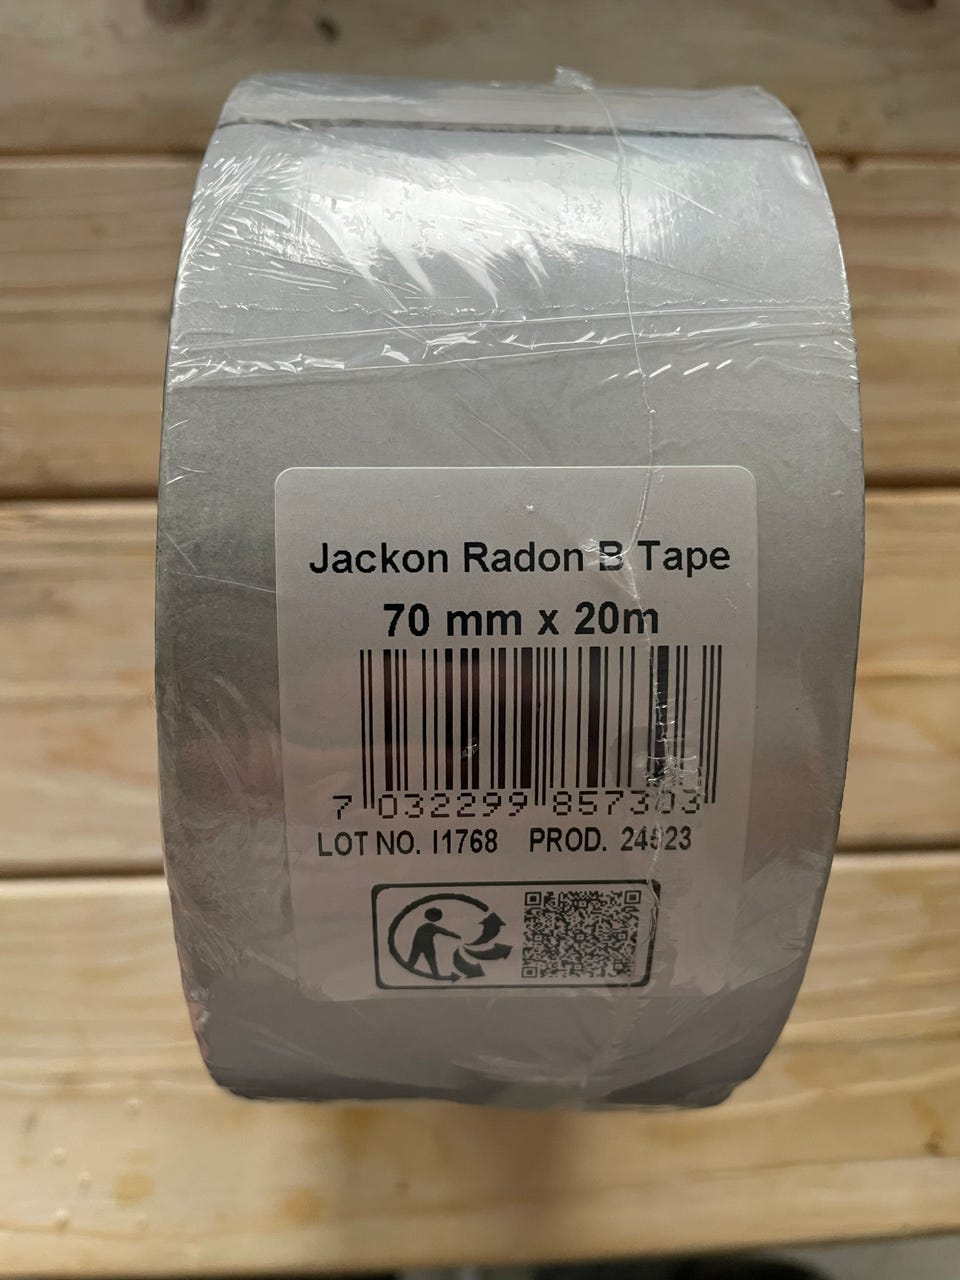 Jackon Radon B Tape
70 mm x 20m
7 032299 857303
LOT NO. I1768 PROD. 24523